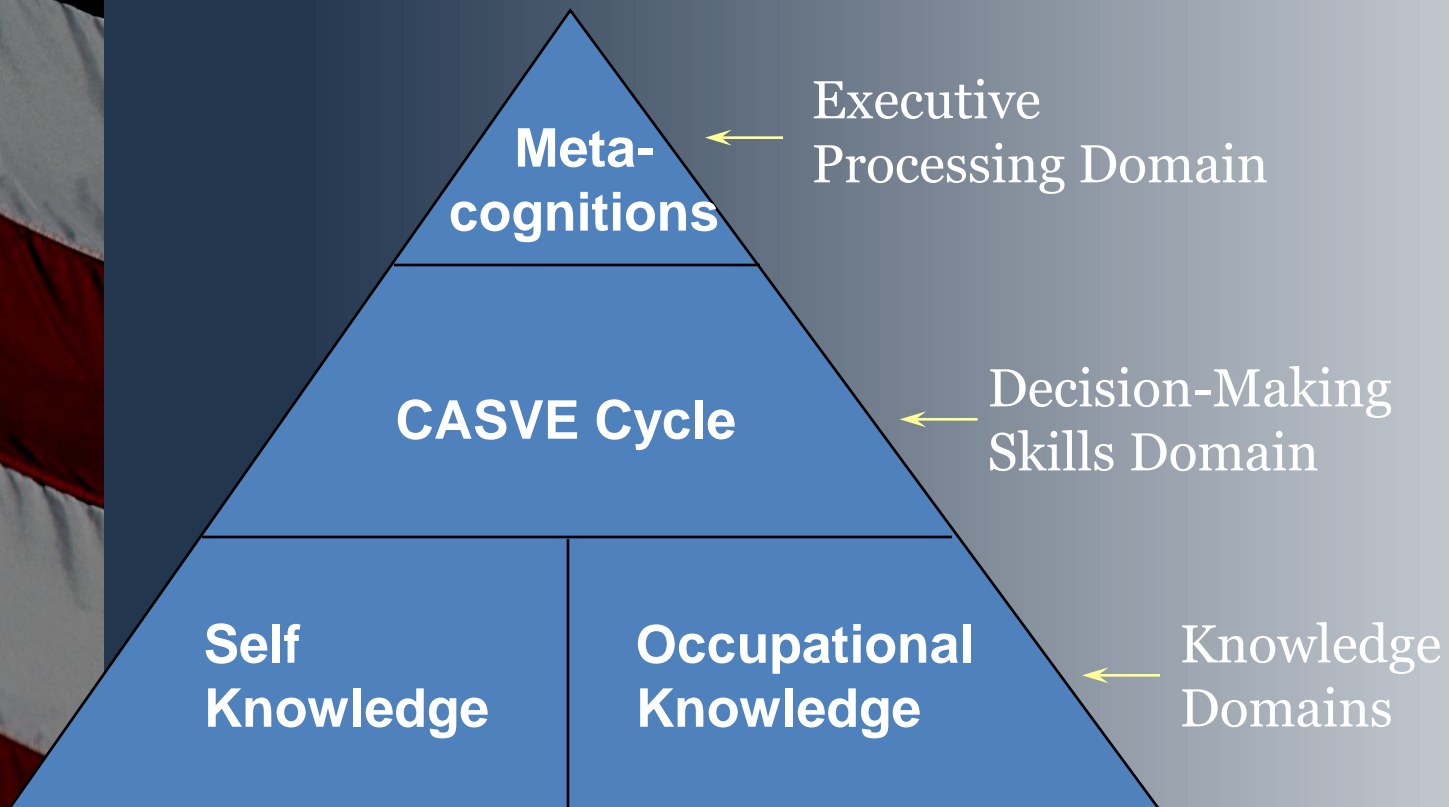 Meta-
cognitions
Executive
Processing Domain
CASVE Cycle
Decision-Making
Skills Domain
Self
Knowledge
Occupational
Knowledge
Knowledge
Domains